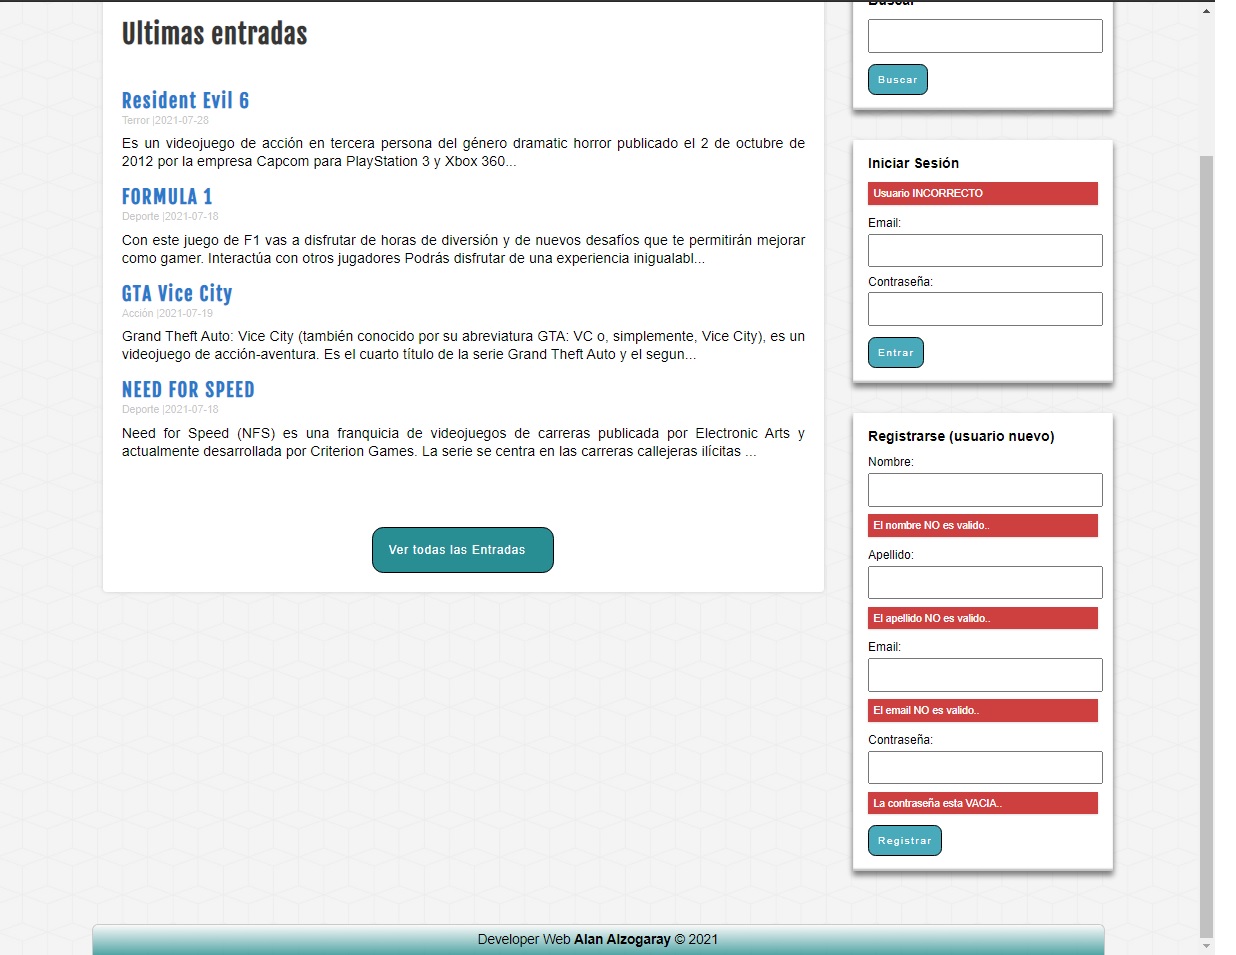 Ultimas entradas
Resident Evil 6
Terror |2021-07-28
Es un videojuego de acción en tercera persona del género dramatic horror publicado el 2 de octubre de
2012 por la empresa Capcom para PlayStation 3 y Xbox 360...
FORMULA 1
Deporte |2021-07-18
Con este juego de F1 vas a disfrutar de horas de diversión y de nuevos desafíos que te permitirán mejorar
como gamer. Interactúa con otros jugadores Podrás disfrutar de una experiencia inigualabl...
GTA Vice City
Acción |2021-07-19
Grand Theft Auto: Vice City (también conocido por su abreviatura GTA: VC o, simplemente, Vice City), es un
videojuego de acción-aventura. Es el cuarto título de la serie Grand Theft Auto y el segun...
NEED FOR SPEED
Deporte |2021-07-18
Need for Speed (NFS) es una franquicia de videojuegos de carreras publicada por Electronic Arts y
actualmente desarrollada por Criterion Games. La serie se centra en las carreras callejeras ilícitas ...
Ver todas las Entradas
Buscar
Buscar
Iniciar Sesión
Usuario INCORRECTO
Email:
Contraseña:
Entrar
Registrarse (usuario nuevo)
Nombre:
El nombre NO es valido..
Apellido:
El apellido NO es valido..
Email:
El email NO es valido..
Contraseña:
La contraseña esta VACIA..
Registrar
Developer Web Alan Alzogaray © 2021